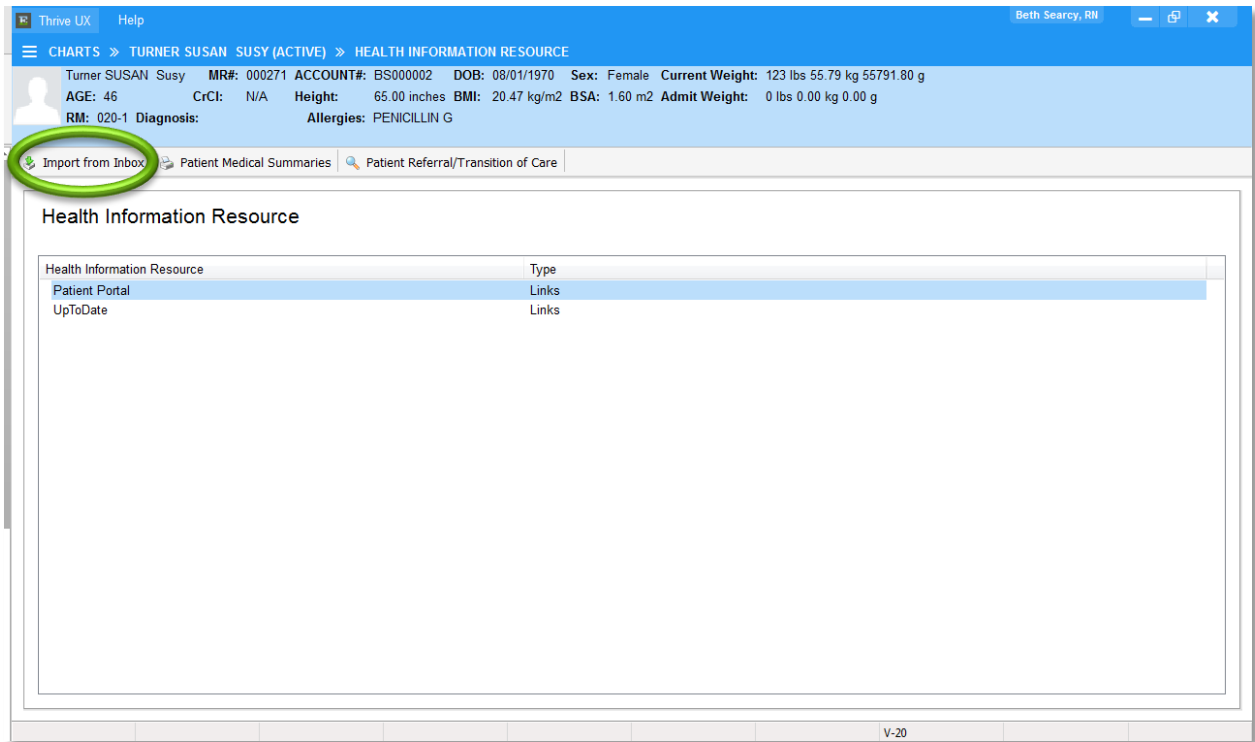 Thrive UX Help Beth Searcy, RN
CHARTS » TURNER SUSAN SUSY (ACTIVE) » HEALTH INFORMATION RESOURCE
Turner SUSAN Susy MR#: 000271 ACCOUNT#: BS000002 DOB: 08/01/1970 Sex: Female Current Weight: 123 lbs 55.79 kg 55791.80 g
AGE: 46 CrCl: N/A Height: 65.00 inches BMI: 20.47 kg/m2 BSA: 1.60 m2 Admit Weight: 0 lbs 0.00 kg 0.00 g
RM: 020-1 Diagnosis: Allergies: PENICILLIN G
Import from Inbox Patient Medical Summaries Patient Referral/Transition of Care
Health Information Resource
Health Information Resource Type
Patient Portal Links
UpToDate Links
V-20